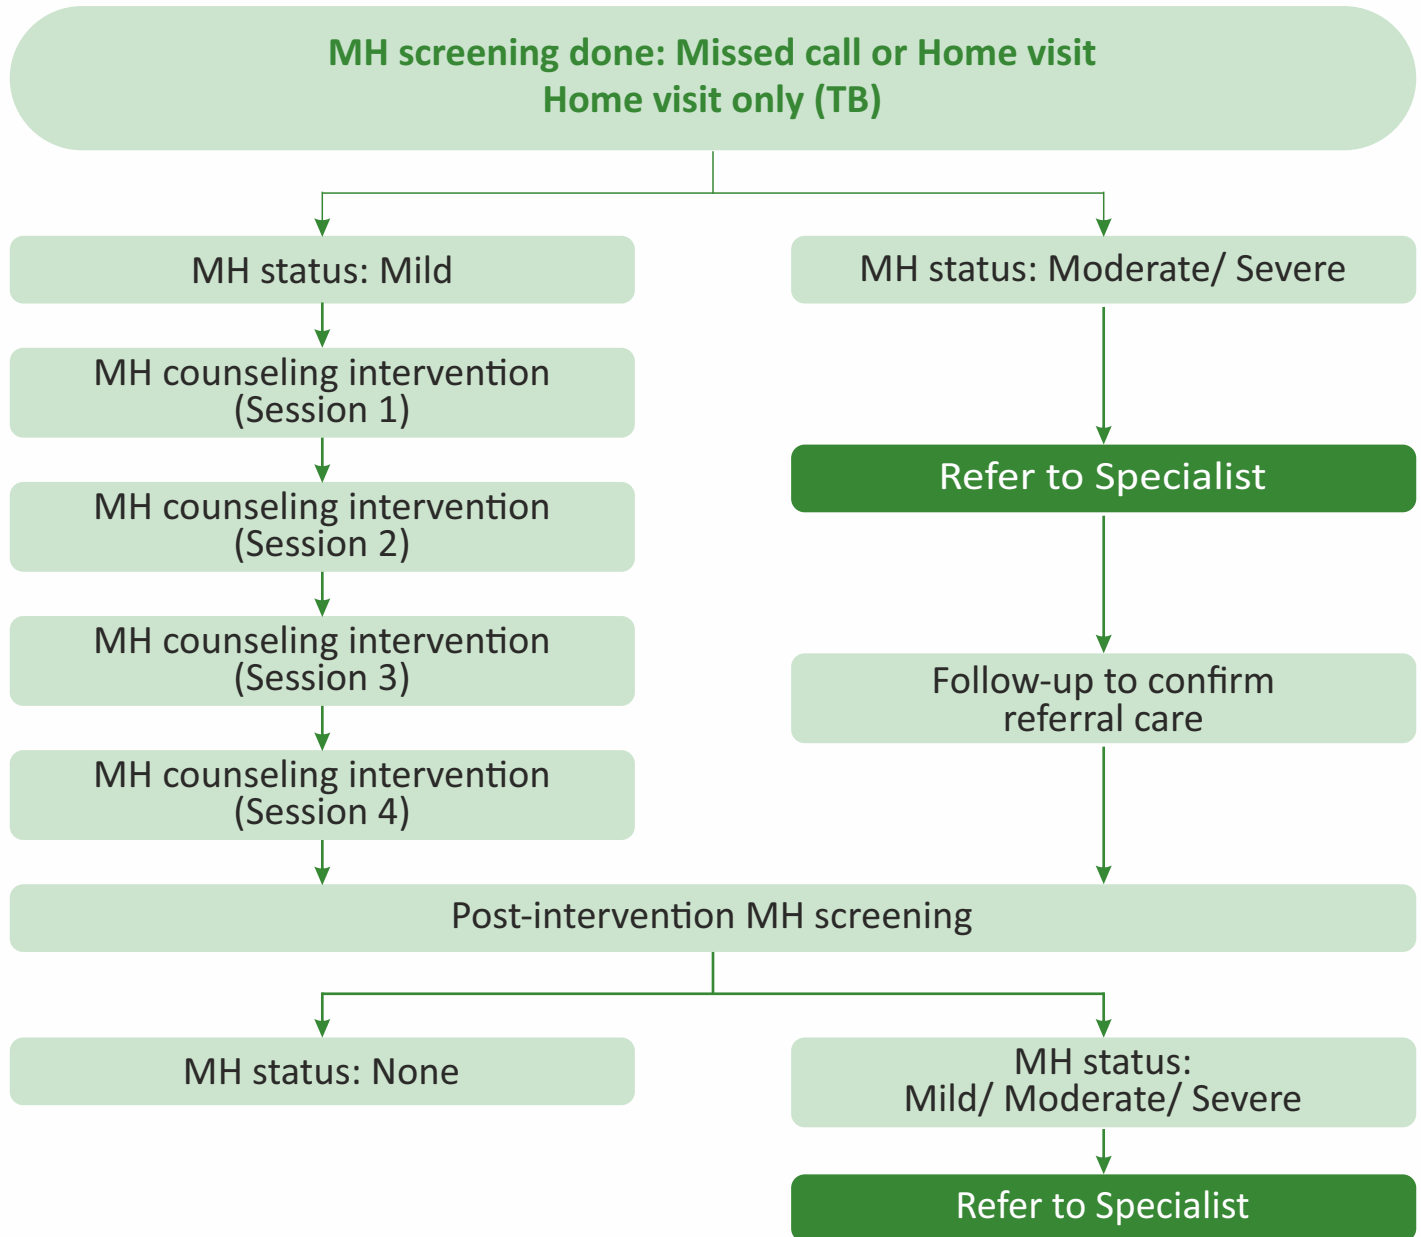 MH screening done: Missed call or Home visit
Home visit only (TB)
MH status: Mild
MH status: Moderate/ Severe
MH counseling intervention
(Session 1)
Refer to Specialist
MH counseling intervention
(Session 2)
MH counseling intervention
(Session 3)
Follow-up to confirm
referral care
MH counseling intervention
(Session 4)
Post-intervention MH screening
MH status: None
MH status:
Mild/ Moderate/ Severe
Refer to Specialist